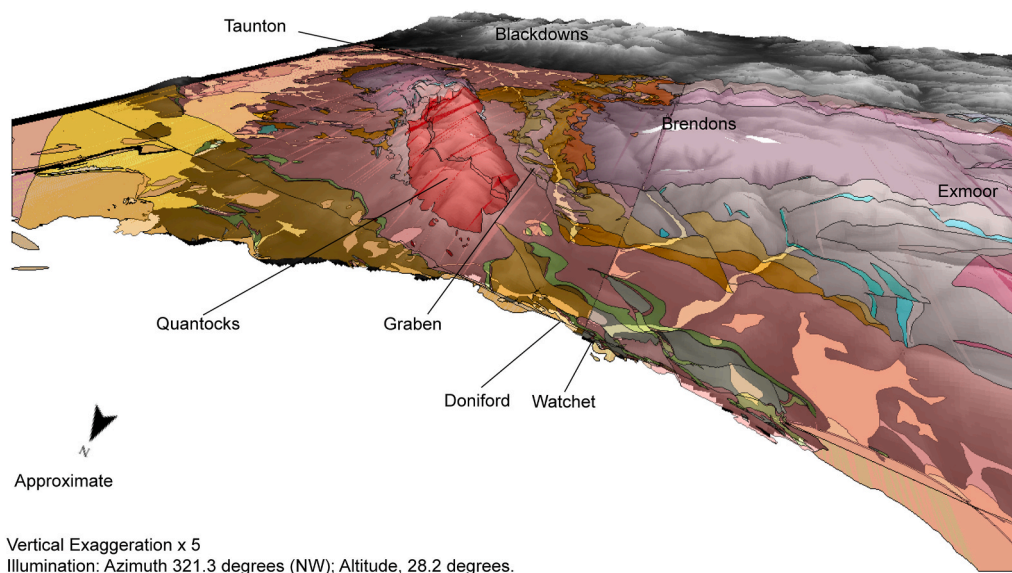 Taunton
Blackdowns
Brendons
Exmoor
Quantocks
Graben
Doniford
Watchet
N
Approximate
Vertical Exaggeration x 5
Illumination: Azimuth 321.3 degrees (NW); Altitude, 28.2 degrees.